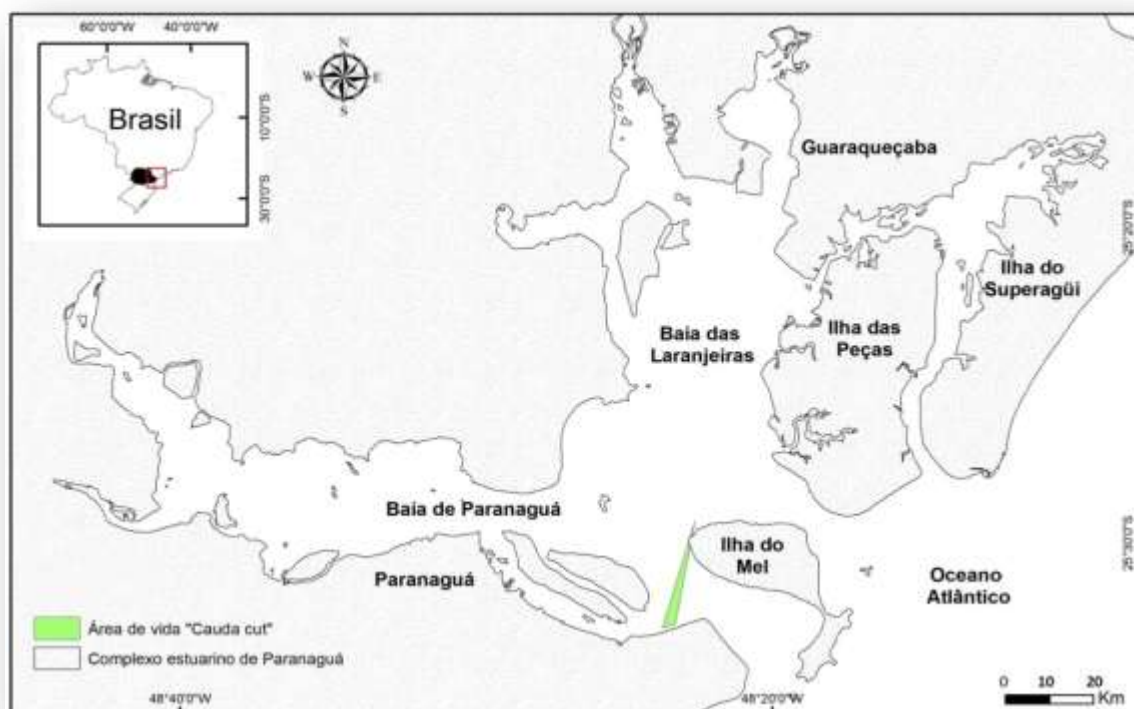 60°0'0"W 40°0'0"W
N
W E
S
Brasil
10°0'0"S
30°0'0"S
Guaraqueçaba
25°20'0"S
Ilha do
Superagüi
Baia das
Laranjeiras
Ilha das
Peças
Baia de Paranaguá
Ilha do
Mel
25°30'0"S
Paranaguá
Oceano
Atlântico
Área de vida "Cauda cut"
Complexo estuarino de Paranaguá
48°40'0"W
48°20'0"W
0 10 20
Km